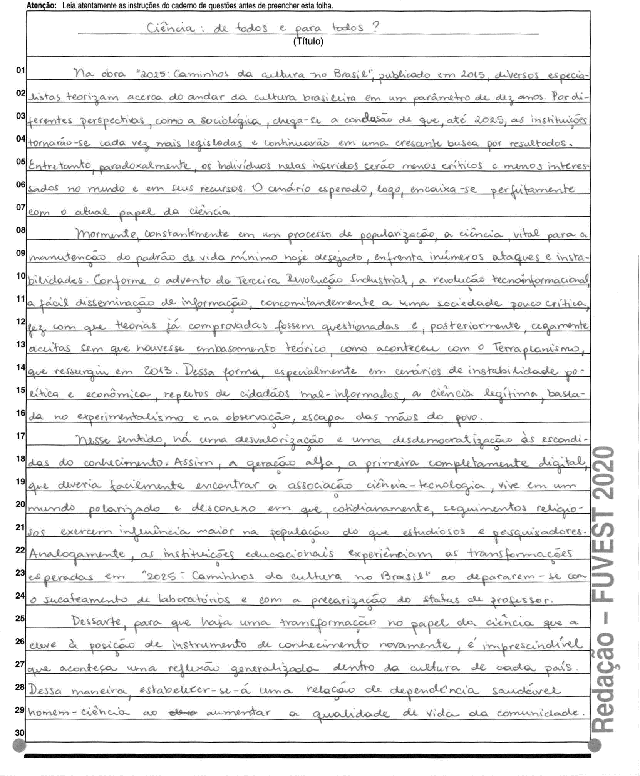 Atenção: Leia atentamente as instruções do caderno de questões antes de preencher esta folha.
Ciência: de todos e para todos?
(Título)
01 Na obra "2025: Caminhos da cultura no Brasil", publicado em 2015, diversos especia-
02 listas teorizam acerca do andar da cultura brasileira em um parâmetro de dez anos. Por di-
03 ferentes perspectivas, como a sociológica, chega-se a conclusão de que, até 2025, as instituições
04 tornarão-se cada vez mais legisladas e continuarão em uma crescente busca por resultados.
05 Entretanto, paradoxalmente, os indivíduos nelas inseridos serão menos críticos e menos interes-
06 sados no mundo e em seus recursos. O cenário esperado, logo, encaixa-se perfeitamente
07 com o atual papel da ciência
08 Mormente, constantemente em um processo de popularização, a ciência, vital para a
09 manutenção do padrão de vida mínimo hoje desejado, enfrenta inúmeros ataques e insta-
10 bilidades. Conforme o advento da Terceira Revolução Industrial, a revolução tecnoinformacional,
11 a fácil disseminação de informação, concomitantemente a uma sociedade pouco crítica,
12 fez com que teorias já comprovadas fossem questionadas e, posteriormente, cegamente
13 aceitas sem que houvesse embasamento teórico, como aconteceu com o Terraplanismo,
14 que ressurgiu em 2013. Dessa forma, especialmente em cenários de instabilidade po-
15 lítica e econômica, repletos de cidadãos mal-informados, a ciência legítima, basea-
16 da no experimentalismo e na observação, escapa das mãos do povo.
17 Nesse sentido, há uma desvalorização e uma desdemocratização às escondi-
18 das do conhecimento. Assim, a geração alfa, a primeira completamente digital,
19 que deveria facilmente encontrar a associação ciência-tecnologia, vive em um
20 mundo polarizado e desconexo em que, cotidianamente, seguimentos religio-
21 sos exercem influência maior na população do que estudiosos e pesquisadores.
22 Analogamente, as instituições educacionais experienciam as transformações
23 esperadas em "2025: Caminhos da cultura no Brasil" ao depararem-se com
24 o sucateamento de laboratórios e com a precarização do status de professor.
25 Dessarte, para que haja uma transformação no papel da ciência que a
26 eleve à posição de instrumento de conhecimento novamente, é imprescindível
27 que aconteça uma reflexão generalizada dentro da cultura de cada país.
28 Dessa maneira, estabelecer-se-á uma relação de dependência saudável
29 homem-ciência ao aumentar a qualidade de vida da comunidade.
30
Redação – FUVEST 2020